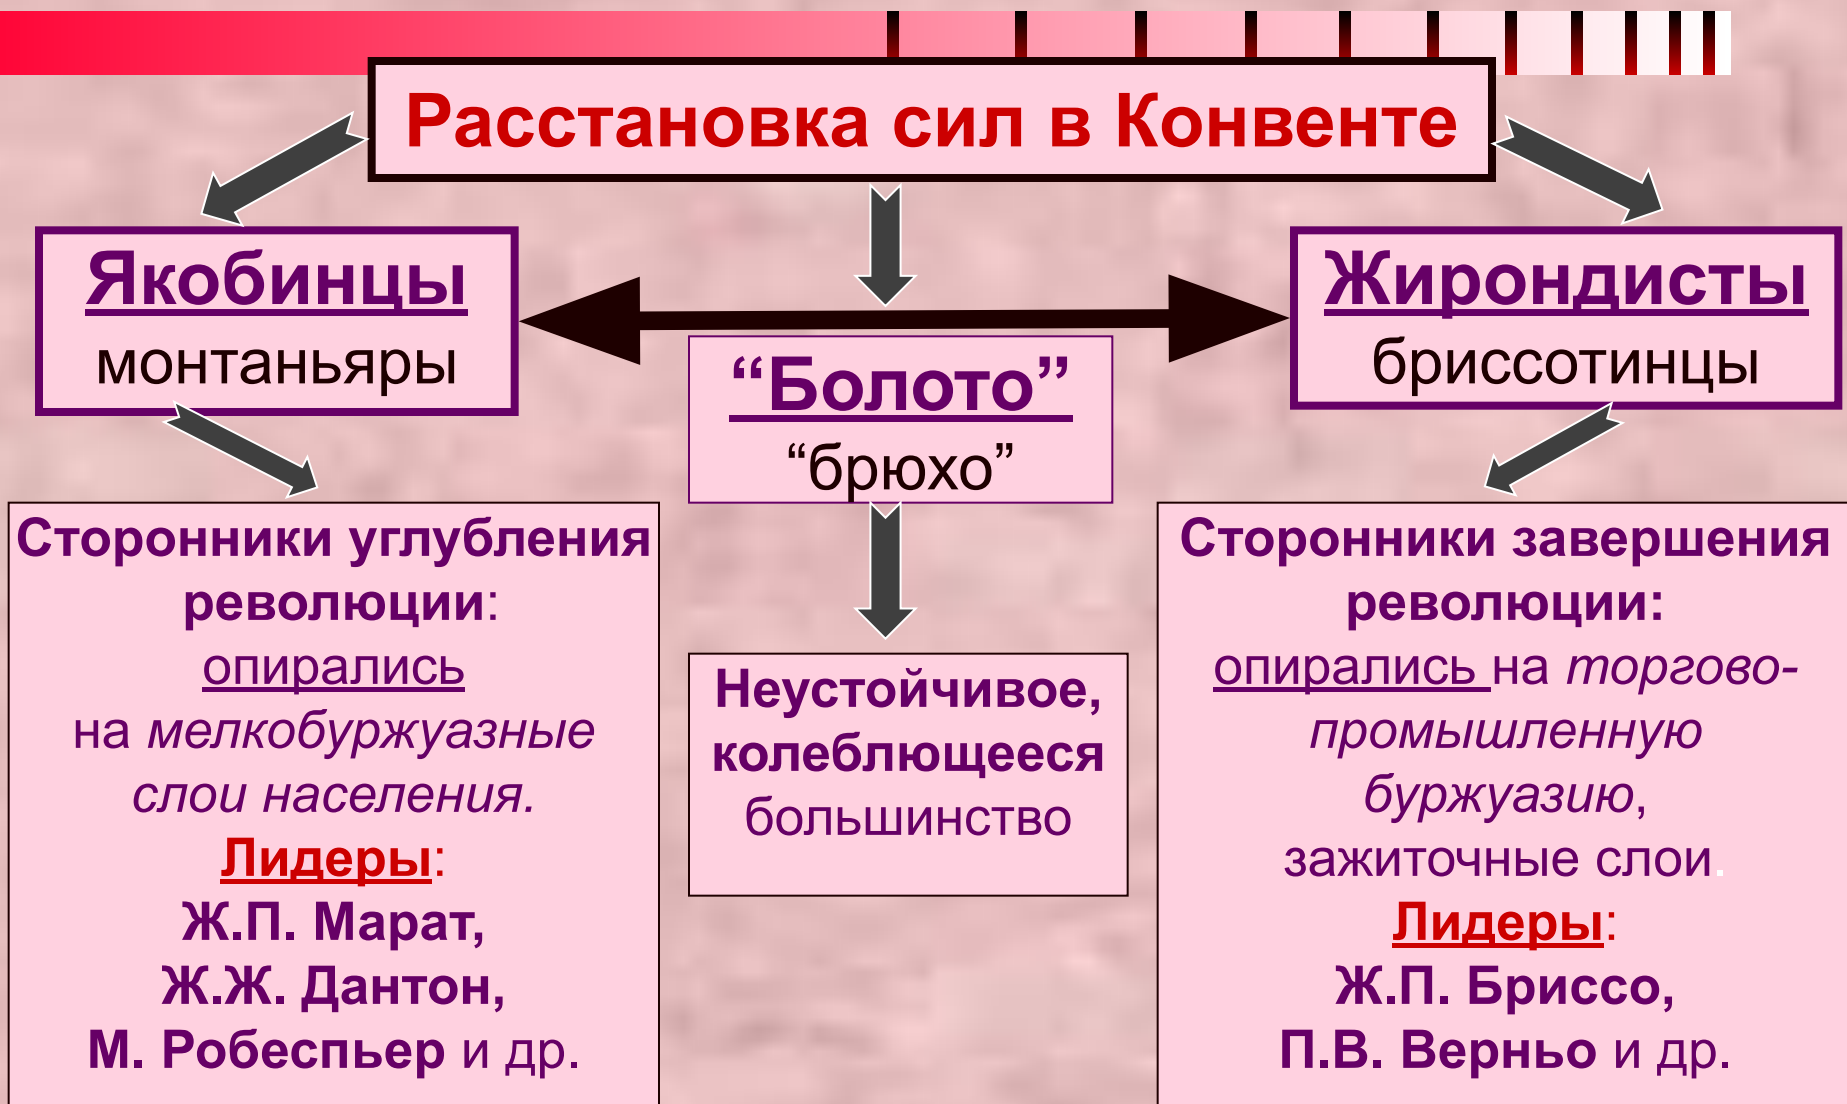 Расстановка сил в Конвенте
Якобинцы
монтаньяры
“Болото”
“брюхо”
Жирондисты
бриссотинцы
Сторонники углубления
революции:
опирались
на мелкобуржуазные
слои населения.
Лидеры:
Ж.П. Марат,
Ж.Ж. Дантон,
М. Робеспьер и др.
Неустойчивое,
колеблющееся
большинство
Сторонники завершения
революции:
опирались на торгово-
промышленную
буржуазию,
зажиточные слои.
Лидеры:
Ж.П. Бриссо,
П.В. Верньо и др.